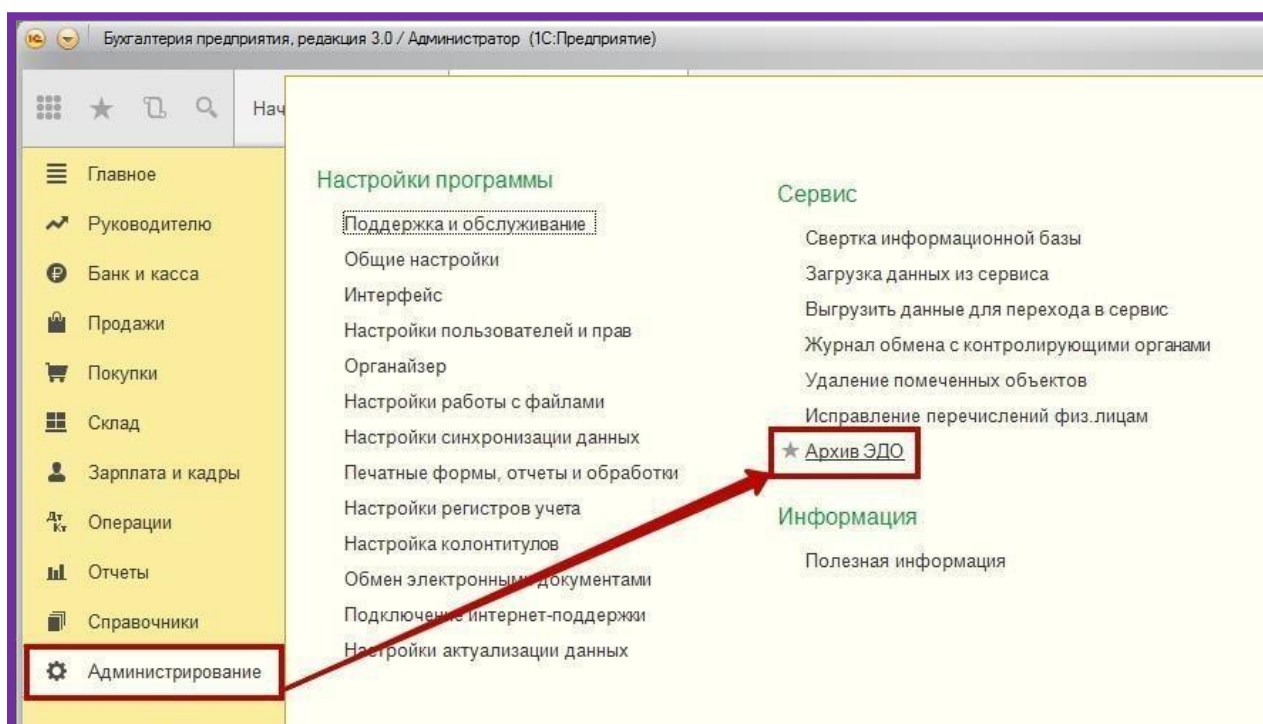 1С Бухгалтерия предприятия, редакция 3.0 / Администратор (1С:Предприятие)
Нач
Главное
Руководителю
Банк и касса
Продажи
Покупки
Склад
Зарплата и кадры
Дт Кт Операции
Отчеты
Справочники
Администрирование
Настройки программы
Поддержка и обслуживание
Общие настройки
Интерфейс
Настройки пользователей и прав
Органайзер
Настройки работы с файлами
Настройки синхронизации данных
Печатные формы, отчеты и обработки
Настройки регистров учета
Настройка колонтитулов
Обмен электронными документами
Подключение интернет-поддержки
Настройки актуализации данных
Сервис
Свертка информационной базы
Загрузка данных из сервиса
Выгрузить данные для перехода в сервис
Журнал обмена с контролирующими органами
Удаление помеченных объектов
Исправление перечислений физ.лицам
Архив ЭДО
Информация
Полезная информация